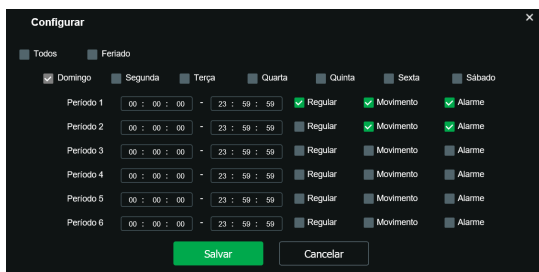 Configurar ×
Todos Feriado
Domingo Segunda Terça Quarta Quinta Sexta Sábado
Período 1 00 : 00 : 00 - 23 : 59 : 59 Regular Movimento Alarme
Período 2 00 : 00 : 00 - 23 : 59 : 59 Regular Movimento Alarme
Período 3 00 : 00 : 00 - 23 : 59 : 59 Regular Movimento Alarme
Período 4 00 : 00 : 00 - 23 : 59 : 59 Regular Movimento Alarme
Período 5 00 : 00 : 00 - 23 : 59 : 59 Regular Movimento Alarme
Período 6 00 : 00 : 00 - 23 : 59 : 59 Regular Movimento Alarme
Salvar Cancelar